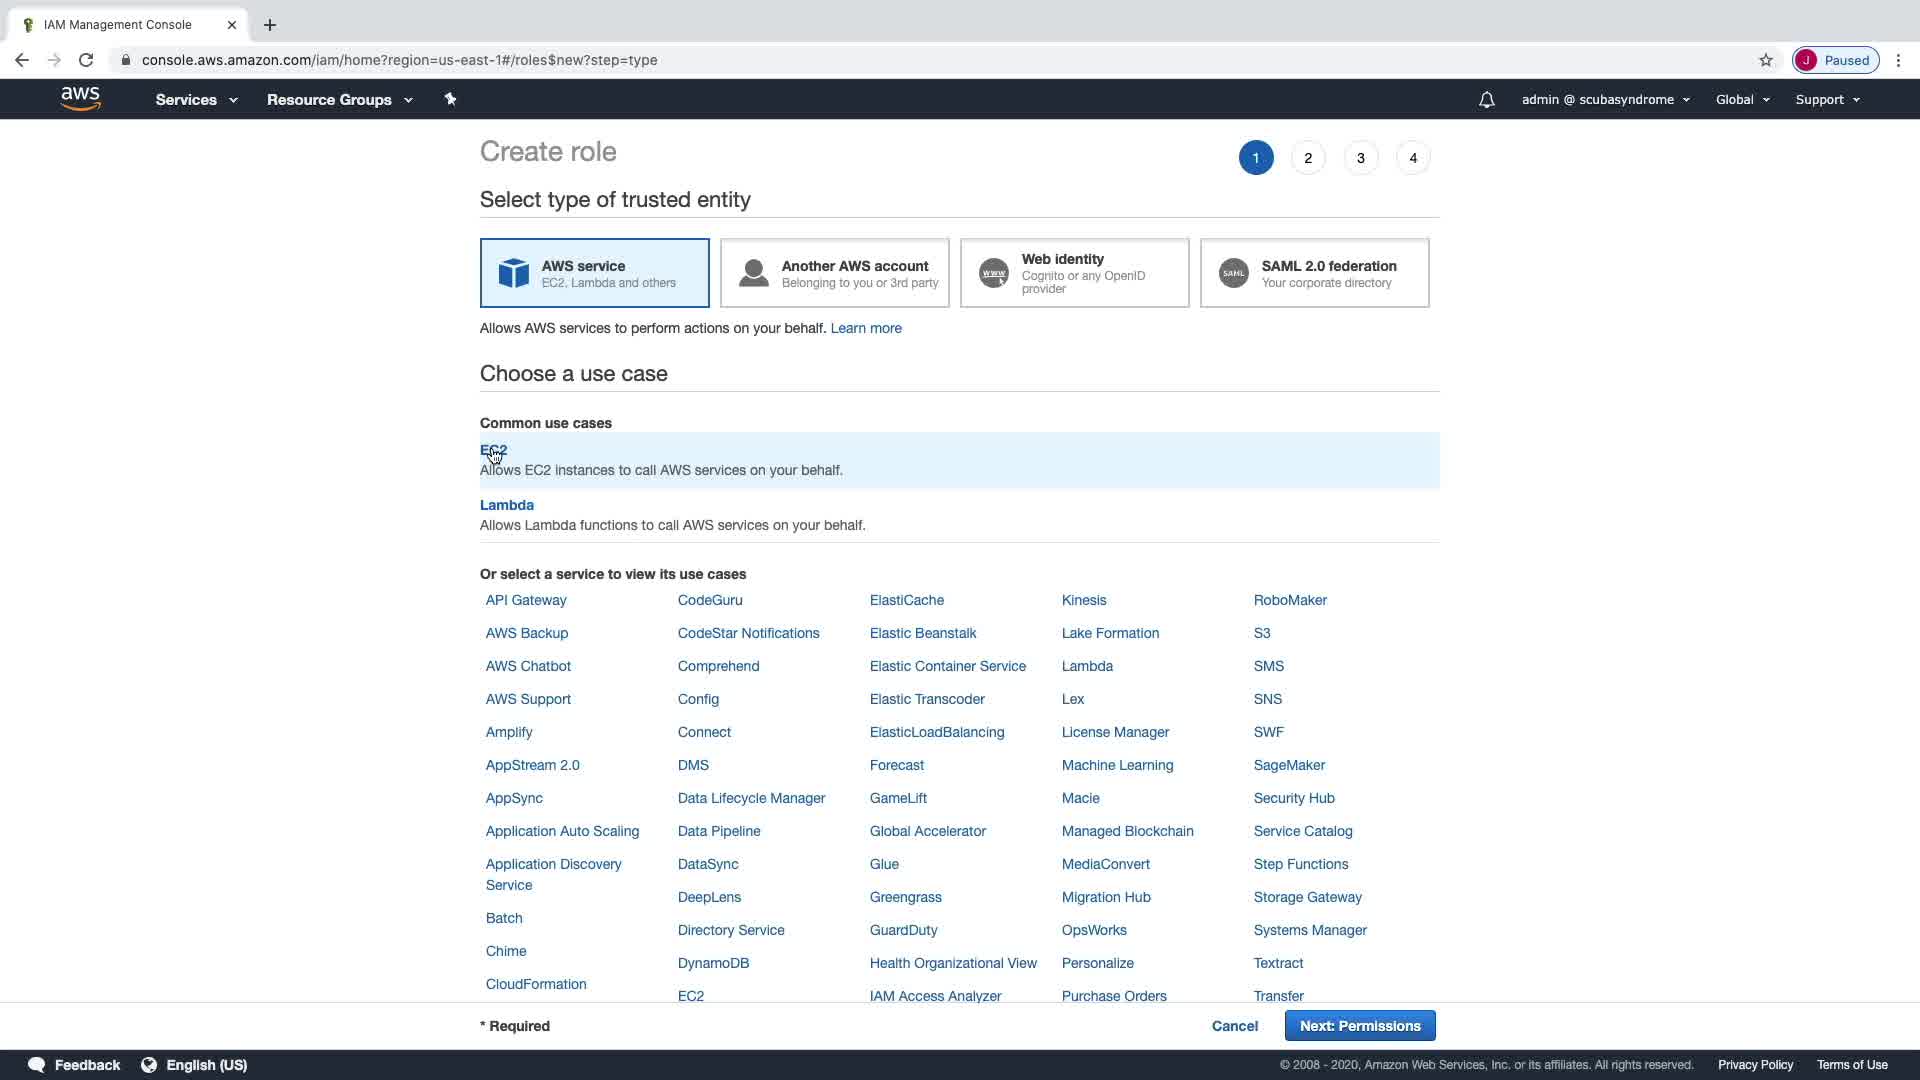 IAM Management Console
console.aws.amazon.com/iam/home?region=us-east-1#/roles$new?step=type
J Paused
aws Services Resource Groups admin @ scubasyndrome Global Support
Create role
1 2 3 4
Select type of trusted entity
AWS service
EC2, Lambda and others
Another AWS account
Belonging to you or 3rd party
www
Web identity
Cognito or any OpenID
provider
SAML
SAML 2.0 federation
Your corporate directory
Allows AWS services to perform actions on your behalf. Learn more
Choose a use case
Common use cases
EC2
Allows EC2 instances to call AWS services on your behalf.
Lambda
Allows Lambda functions to call AWS services on your behalf.
Or select a service to view its use cases
API Gateway
AWS Backup
AWS Chatbot
AWS Support
Amplify
AppStream 2.0
AppSync
Application Auto Scaling
Application Discovery
Service
Batch
Chime
CloudFormation
CodeGuru
CodeStar Notifications
Comprehend
Config
Connect
DMS
Data Lifecycle Manager
Data Pipeline
DataSync
DeepLens
Directory Service
DynamoDB
EC2
ElastiCache
Elastic Beanstalk
Elastic Container Service
Elastic Transcoder
ElasticLoadBalancing
Forecast
GameLift
Global Accelerator
Glue
Greengrass
GuardDuty
Health Organizational View
IAM Access Analyzer
Kinesis
Lake Formation
Lambda
Lex
License Manager
Machine Learning
Macie
Managed Blockchain
MediaConvert
Migration Hub
OpsWorks
Personalize
Purchase Orders
RoboMaker
S3
SMS
SNS
SWF
SageMaker
Security Hub
Service Catalog
Step Functions
Storage Gateway
Systems Manager
Textract
Transfer
* Required
Cancel
Next: Permissions
Feedback English (US) © 2008 - 2020, Amazon Web Services, Inc. or its affiliates. All rights reserved. Privacy Policy Terms of Use